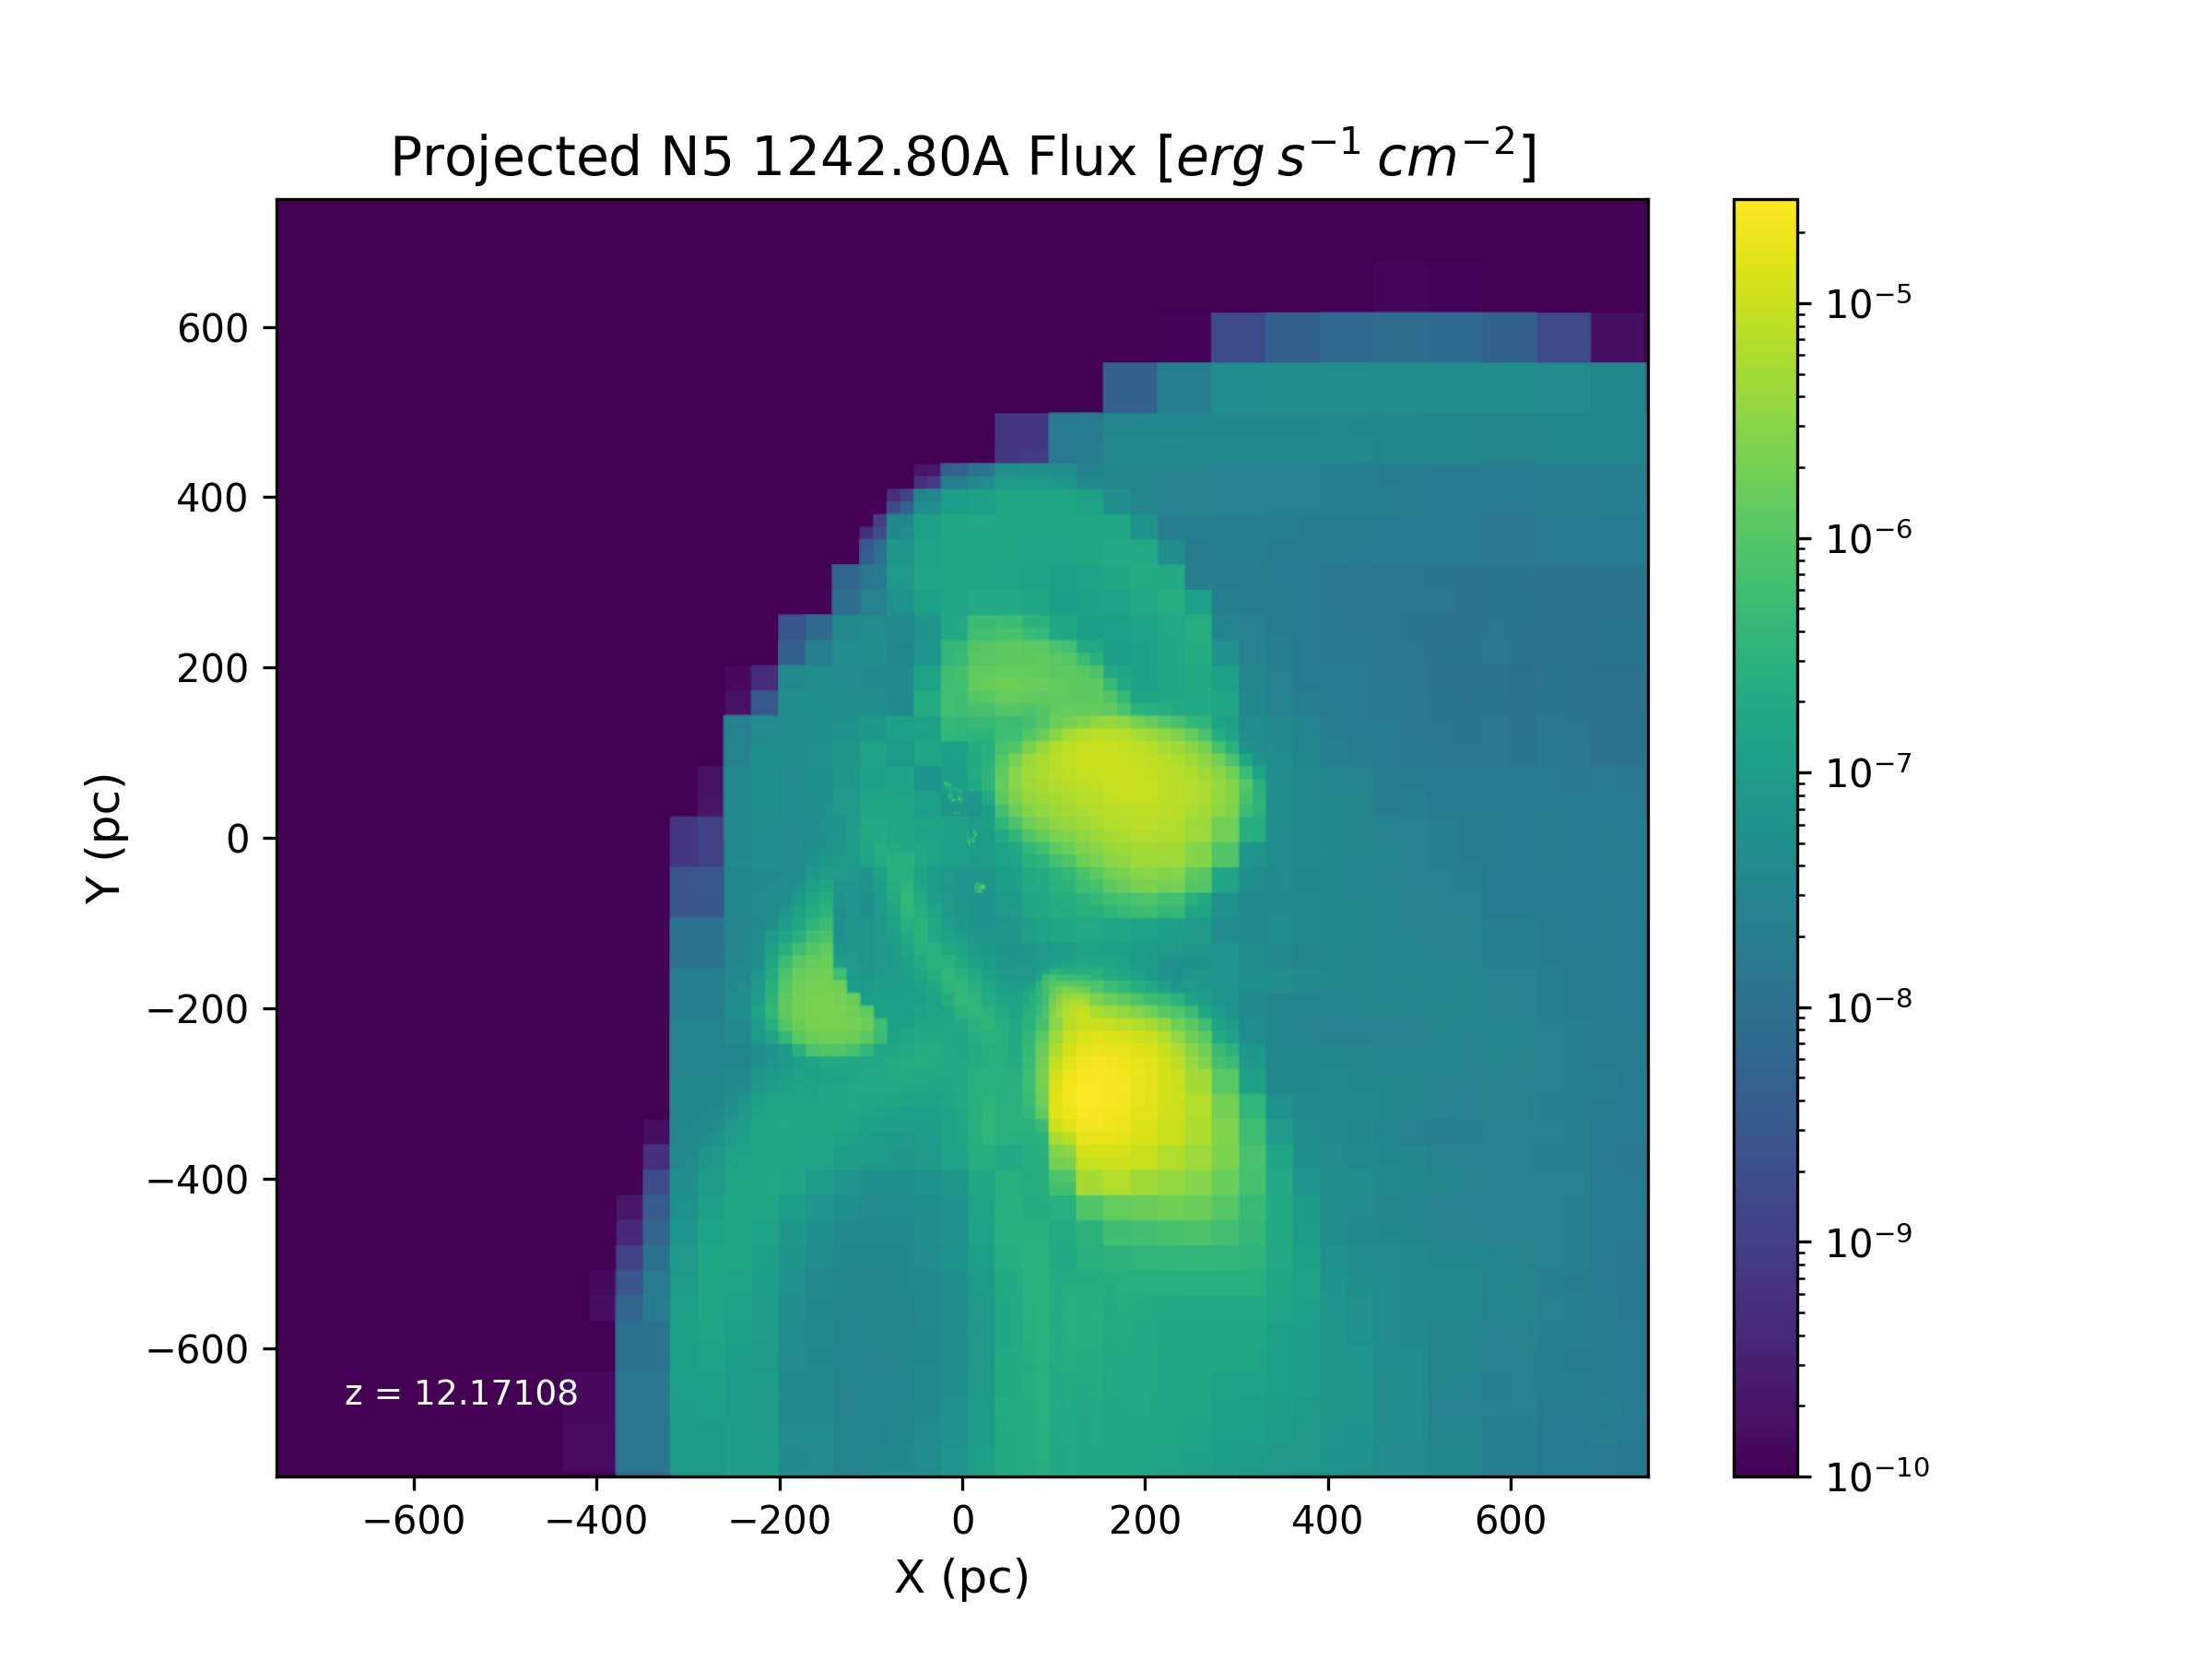 Projected N5 1242.80A Flux [erg s⁻¹ cm⁻²]
600
400
200
0
−200
−400
−600
Y (pc)
z = 12.17108
−600 −400 −200 0 200 400 600
X (pc)
10⁻⁵
10⁻⁶
10⁻⁷
10⁻⁸
10⁻⁹
10⁻¹⁰